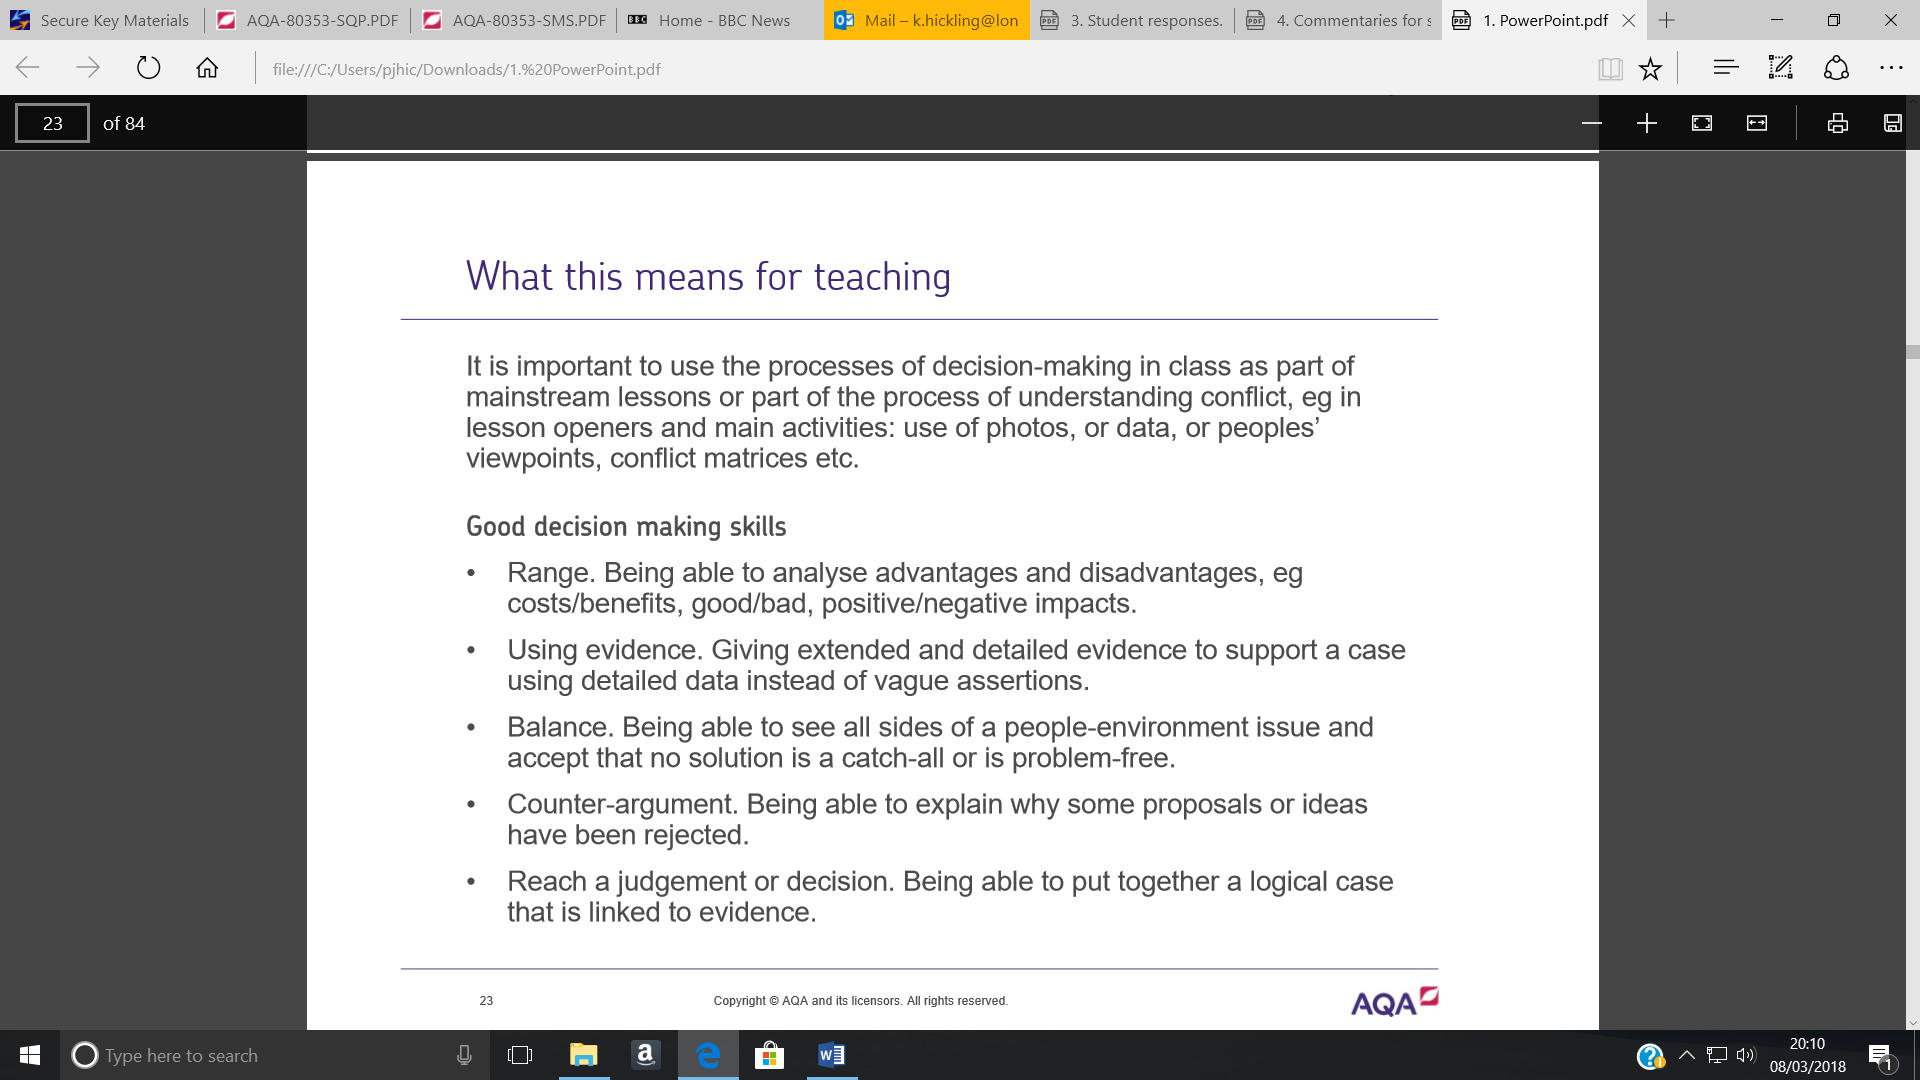 Secure Key Materials
AQA-80353-SQP.PDF
AQA-80353-SMS.PDF
BBC Home - BBC News
Mail – k.hickling@lon
3. Student responses.
4. Commentaries for s
1. PowerPoint.pdf
file:///C:/Users/pjhic/Downloads/1.%20PowerPoint.pdf
23 of 84
What this means for teaching
It is important to use the processes of decision-making in class as part of
mainstream lessons or part of the process of understanding conflict, eg in
lesson openers and main activities: use of photos, or data, or peoples’
viewpoints, conflict matrices etc.
Good decision making skills
• Range. Being able to analyse advantages and disadvantages, eg
costs/benefits, good/bad, positive/negative impacts.
• Using evidence. Giving extended and detailed evidence to support a case
using detailed data instead of vague assertions.
• Balance. Being able to see all sides of a people-environment issue and
accept that no solution is a catch-all or is problem-free.
• Counter-argument. Being able to explain why some proposals or ideas
have been rejected.
• Reach a judgement or decision. Being able to put together a logical case
that is linked to evidence.
23 Copyright © AQA and its licensors. All rights reserved.
AQA
Type here to search
20:10
08/03/2018
1